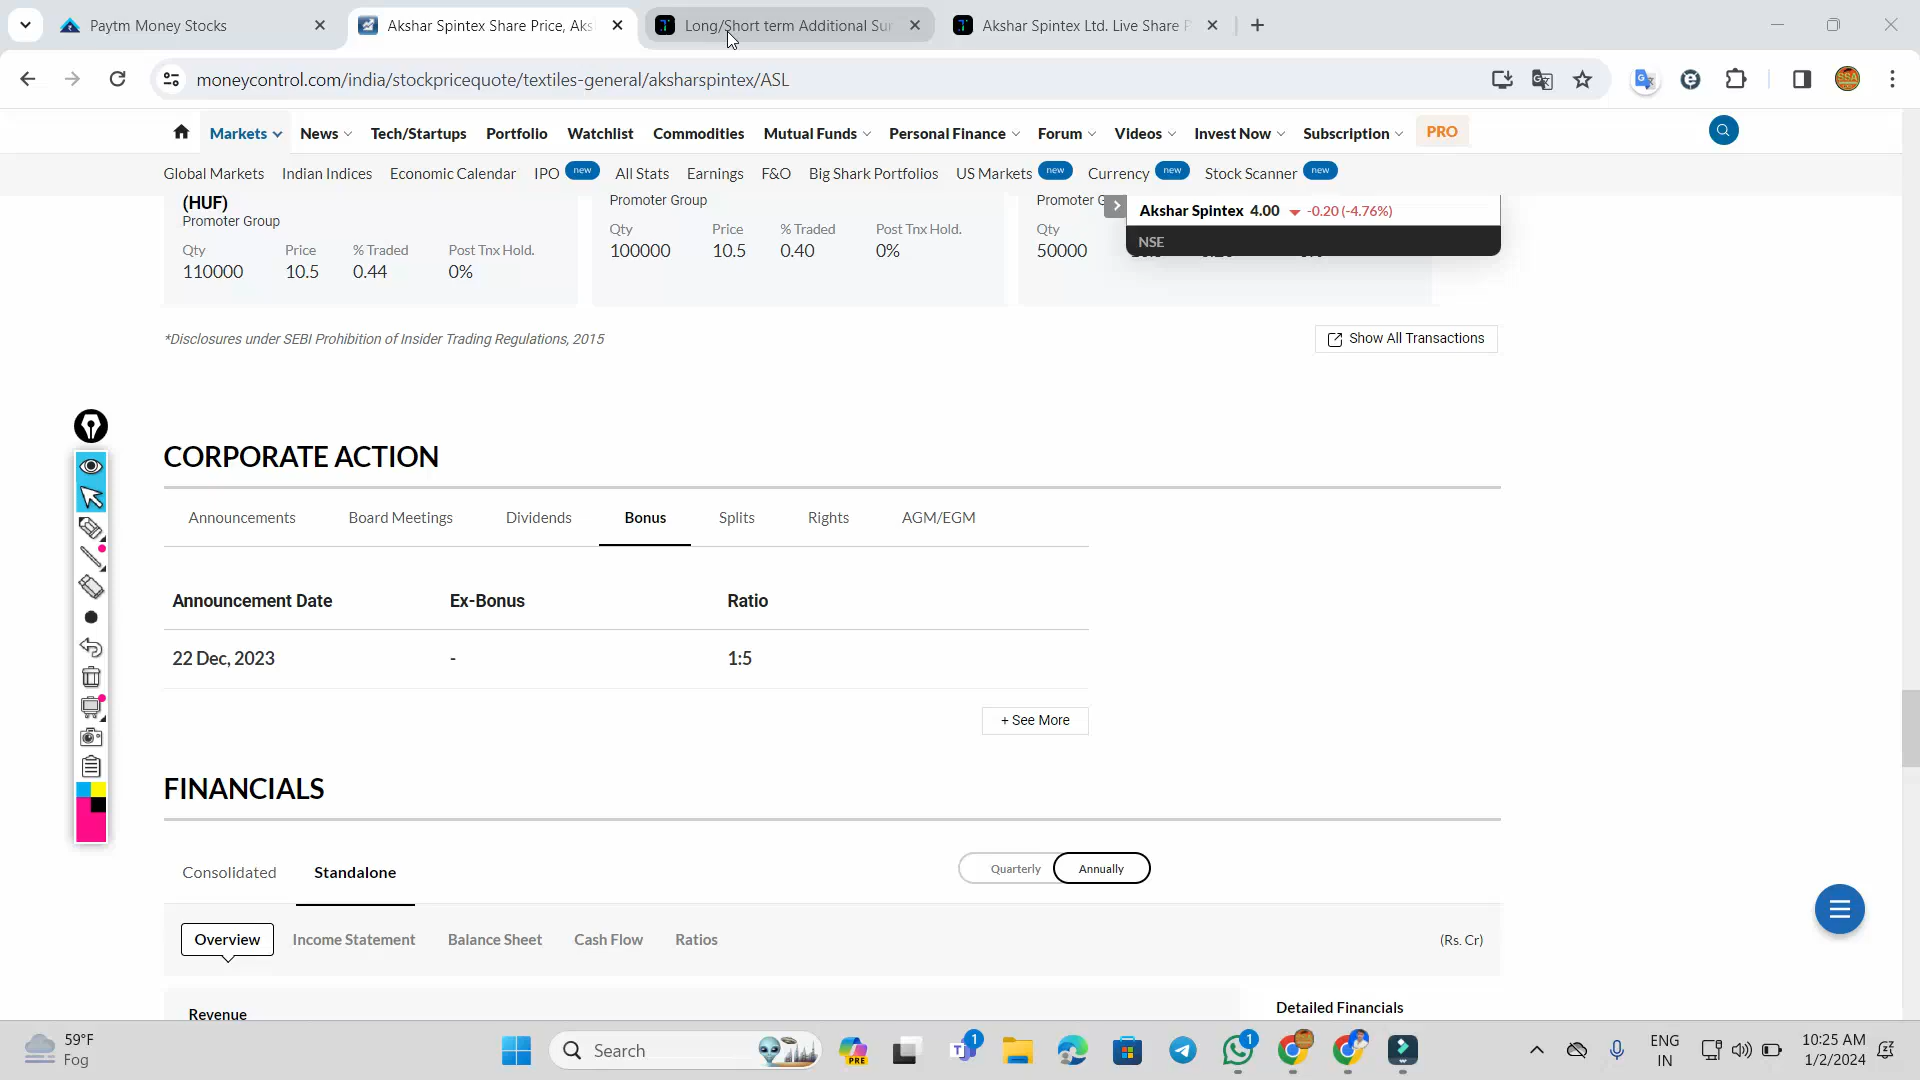 Paytm Money Stocks
Akshar Spintex Share Price, Aks
Long/Short term Additional Sur
Akshar Spintex Ltd. Live Share P
moneycontrol.com/india/stockpricequote/textiles-general/aksharspintex/ASL
Markets News Tech/Startups Portfolio Watchlist Commodities Mutual Funds Personal Finance Forum Videos Invest Now Subscription PRO
Global Markets Indian Indices Economic Calendar IPO new All Stats Earnings F&O Big Shark Portfolios US Markets new Currency new Stock Scanner new
(HUF)
Promoter Group
Qty Price % Traded Post Tnx Hold.
110000 10.5 0.44 0%
Promoter Group
Qty Price % Traded Post Tnx Hold.
100000 10.5 0.40 0%
Promoter G
Qty
50000
Akshar Spintex 4.00 -0.20 (-4.76%)
NSE
*Disclosures under SEBI Prohibition of Insider Trading Regulations, 2015
Show All Transactions
CORPORATE ACTION
Announcements Board Meetings Dividends Bonus Splits Rights AGM/EGM
Announcement Date Ex-Bonus Ratio
22 Dec, 2023 - 1:5
+ See More
FINANCIALS
Consolidated Standalone
Quarterly Annually
Overview Income Statement Balance Sheet Cash Flow Ratios
(Rs. Cr)
Revenue
Detailed Financials
59°F
Fog
Search
PRE
1
1
ENG
IN
10:25 AM
1/2/2024